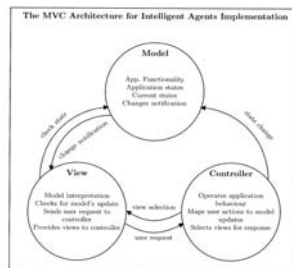 The MVC Architecture for Intelligent Agents Implementation
Model
App. Functionality
Application states
Current states
Changes notification
check state
change notification
state change
View
Model interpretation
Checks for model's update
Sends user request to
controller
Provides views to controller
view selection
user request
Controller
Operates application
behaviour
Maps user actions to model
updates
Selects views for response